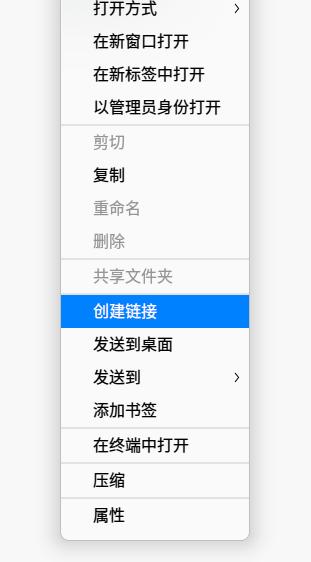 打开方式
在新窗口打开
在新标签中打开
以管理员身份打开
剪切
复制
重命名
删除
共享文件夹
创建链接
发送到桌面
发送到
添加书签
在终端中打开
压缩
属性